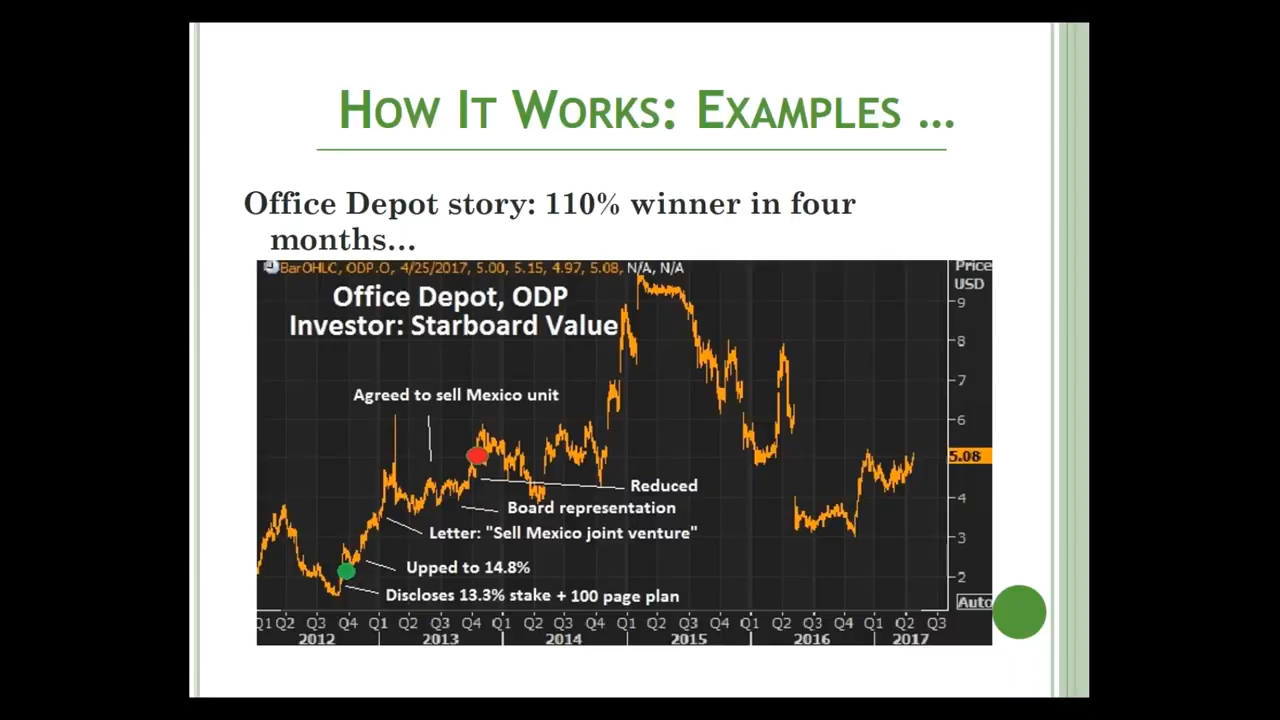 HOW IT WORKS: EXAMPLES ...
Office Depot story: 110% winner in four
months...
BarOHLC, ODP.O, 4/25/2017, 5.00, 5.15, 4.97, 5.08, N/A, N/A
Price
USD
Office Depot, ODP
Investor: Starboard Value
9
8
Agreed to sell Mexico unit
7
6
5.08
Reduced
4
Board representation
Letter: "Sell Mexico joint venture"
3
Upped to 14.8%
2
Discloses 13.3% stake + 100 page plan
Auto
Q1 Q2 Q3 Q4 Q1 Q2 Q3 Q4 Q1 Q2 Q3 Q4 Q1 Q2 Q3 Q4 Q1 Q2 Q3 Q4 Q1 Q2 Q3
2012 2013 2014 2015 2016 2017